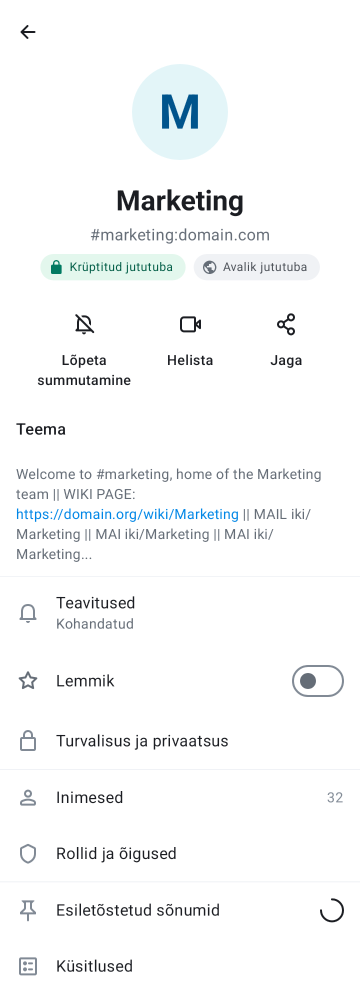 M
Marketing
#marketing:domain.com
Krüptitud jututuba
Avalik jututuba
Lõpeta
summutamine
Helista
Jaga
Teema
Welcome to #marketing, home of the Marketing
team || WIKI PAGE:
https://domain.org/wiki/Marketing || MAIL iki/
Marketing || MAI iki/Marketing || MAI iki/
Marketing...
Teavitused
Kohandatud
Lemmik
Turvalisus ja privaatsus
Inimesed
32
Rollid ja õigused
Esiletõstetud sõnumid
Küsitlused